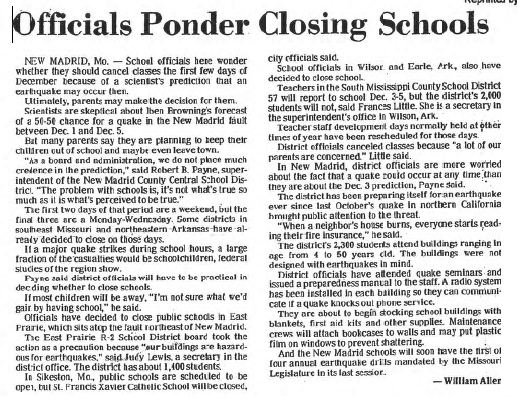 Reprinted by
Officials Ponder Closing Schools
NEW MADRID, Mo. — School officials here wonder
whether they should cancel classes the first few days of
December because of a scientist's prediction that an
earthquake may occur then.
Ultimately, parents may make the decision for them.
Scientists are skeptical about Iben Browning's forecast
of a 50-50 chance for a quake in the New Madrid fault
between Dec. 1 and Dec. 5.
But many parents say they are planning to keep their
children out of school and maybe even leave town.
"As a board and administration, we do not place much
credence in the prediction," said Robert B. Payne, super-
intendent of the New Madrid County Central School Dis-
trict. "The problem with schools is, it's not what's true so
much as it is what's perceived to be true."
The first two days of that period are a weekend, but the
final three are a Monday-Wednesday. Some districts in
southeast Missouri and northeastern Arkansas have al-
ready decided to close on those days.
If a major quake strikes during school hours, a large
fraction of the casualties would be schoolchildren, federal
studies of the region show.
Payne said district officials will have to be practical in
deciding whether to close schools.
If most children will be away, "I'm not sure what we'd
gain by having school," he said.
Officials have decided to close public schools in East
Prairie, which sits atop the fault northeast of New Madrid.
The East Prairie R-2 School District board took the
action as a precaution because "our buildings are hazard-
ous for earthquakes," said Judy Lewis, a secretary in the
district office. The district has about 1,400 students.
In Sikeston, Mo., public schools are scheduled to be
open, but St. Francis Xavier Catholic School will be closed,
city officials said.
School officials in Wilson and Earle, Ark., also have
decided to close school.
Teachers in the South Mississippi County School District
57 will report to school Dec. 3-5, but the district's 2,000
students will not, said Frances Little. She is a secretary in
the superintendent's office in Wilson, Ark.
Teacher staff development days normally held at other
times of year have been rescheduled for those days.
District officials canceled classes because "a lot of our
parents are concerned," Little said.
In New Madrid, district officials are more worried
about the fact that a quake could occur at any time than
they are about the Dec. 3 prediction, Payne said.
The district has been preparing itself for an earthquake
ever since last October's quake in northern California
brought public attention to the threat.
"When a neighbor's house burns, everyone starts read-
ing their fire insurance," he said.
The district's 2,300 students attend buildings ranging in
age from 4 to 50 years old. The buildings were not
designed with earthquakes in mind.
District officials have attended quake seminars and
issued a preparedness manual to the staff. A radio system
has been installed in each building so they can communi-
cate if a quake knocks out phone service.
They are about to begin stocking school buildings with
blankets, first aid kits and other supplies. Maintenance
crews will attach bookcases to walls and may put plastic
film on windows to prevent shattering.
And the New Madrid schools will soon have the first of
four annual earthquake drills mandated by the Missouri
Legislature in its last session.
— William Allen